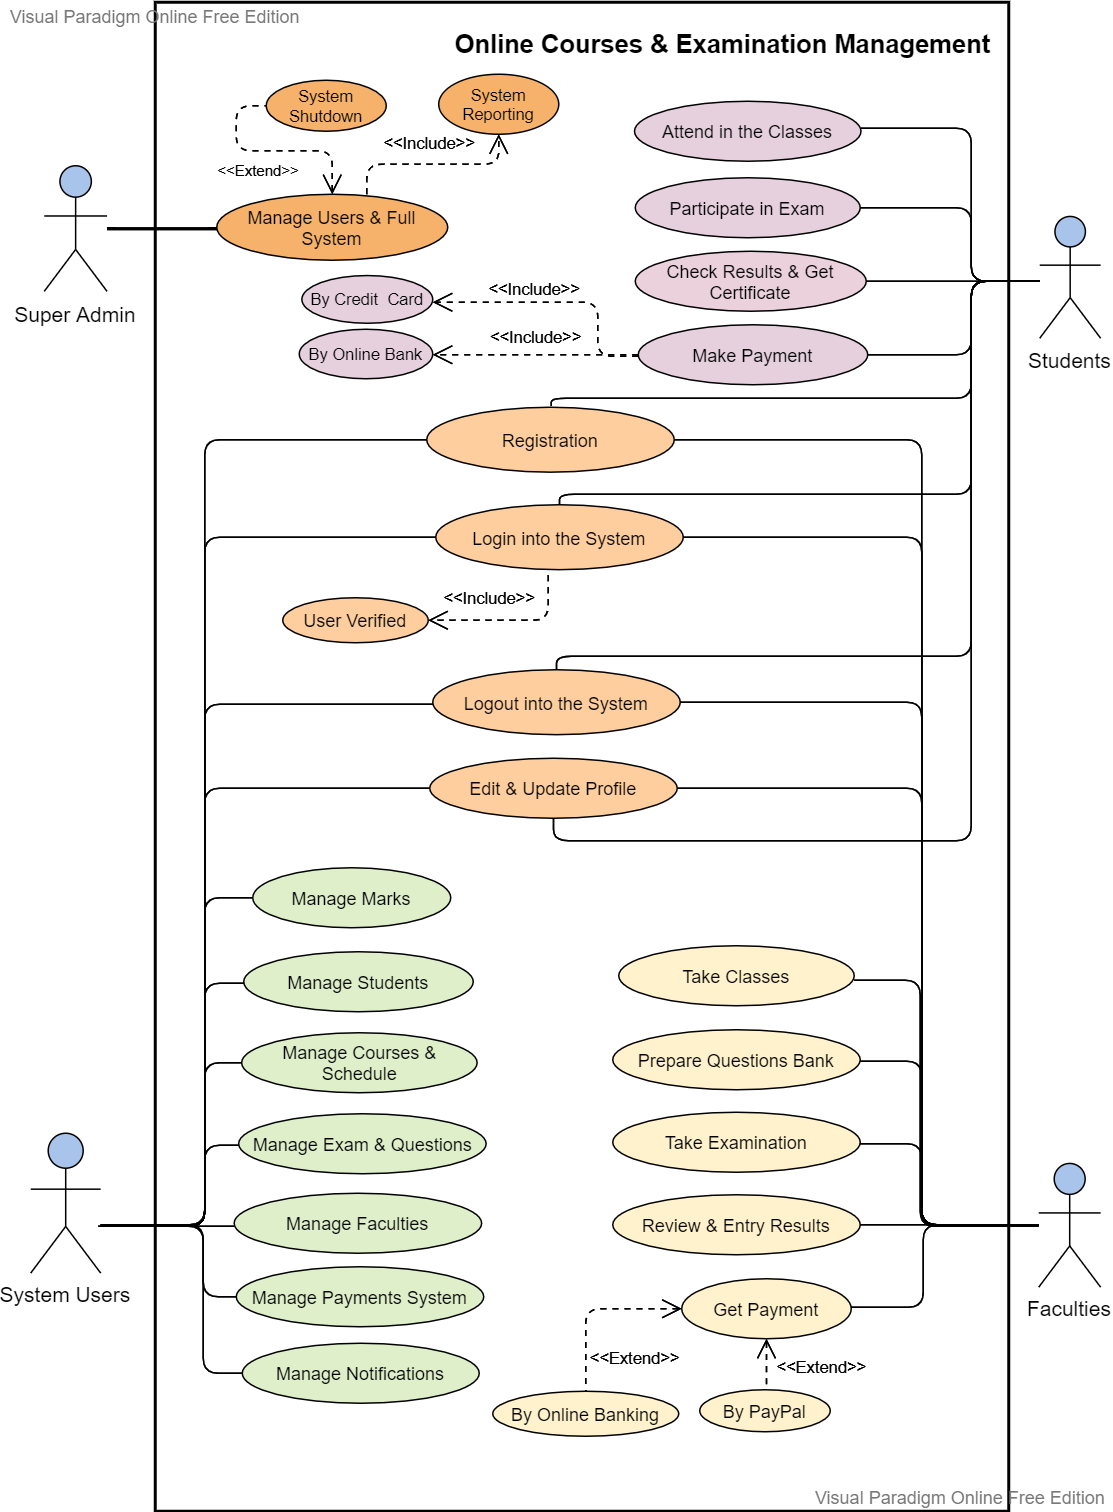 Visual Paradigm Online Free Edition
Online Courses & Examination Management
System
Shutdown
System
Reporting
<<Include>>
<<Extend>>
Attend in the Classes
Manage Users & Full
System
Participate in Exam
Super Admin
Check Results & Get
Certificate
Students
<<Include>>
By Credit Card
<<Include>>
By Online Bank
Make Payment
Registration
Login into the System
<<Include>>
User Verified
Logout into the System
Edit & Update Profile
Manage Marks
Manage Students
Manage Courses &
Schedule
Manage Exam & Questions
Manage Faculties
Manage Payments System
Manage Notifications
System Users
Take Classes
Prepare Questions Bank
Take Examination
Review & Entry Results
Get Payment
Faculties
<<Extend>>
<<Extend>>
By Online Banking
By PayPal
Visual Paradigm Online Free Edition